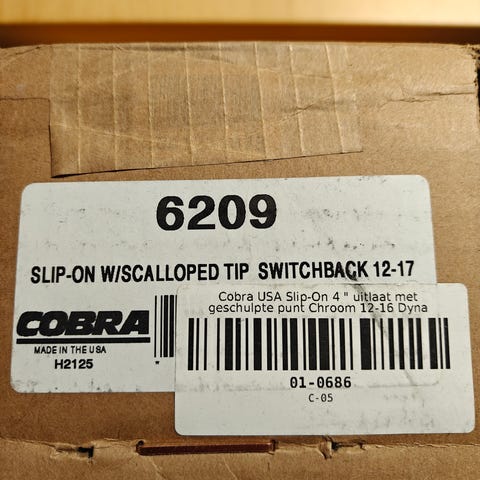 6209
SLIP-ON W/SCALLOPED TIP SWITCHBACK 12-17
COBRA
MADE IN THE USA
H2125
Cobra USA Slip-On 4 " uitlaat met
geschulpte punt Chroom 12-16 Dyna
01-0686
C-05